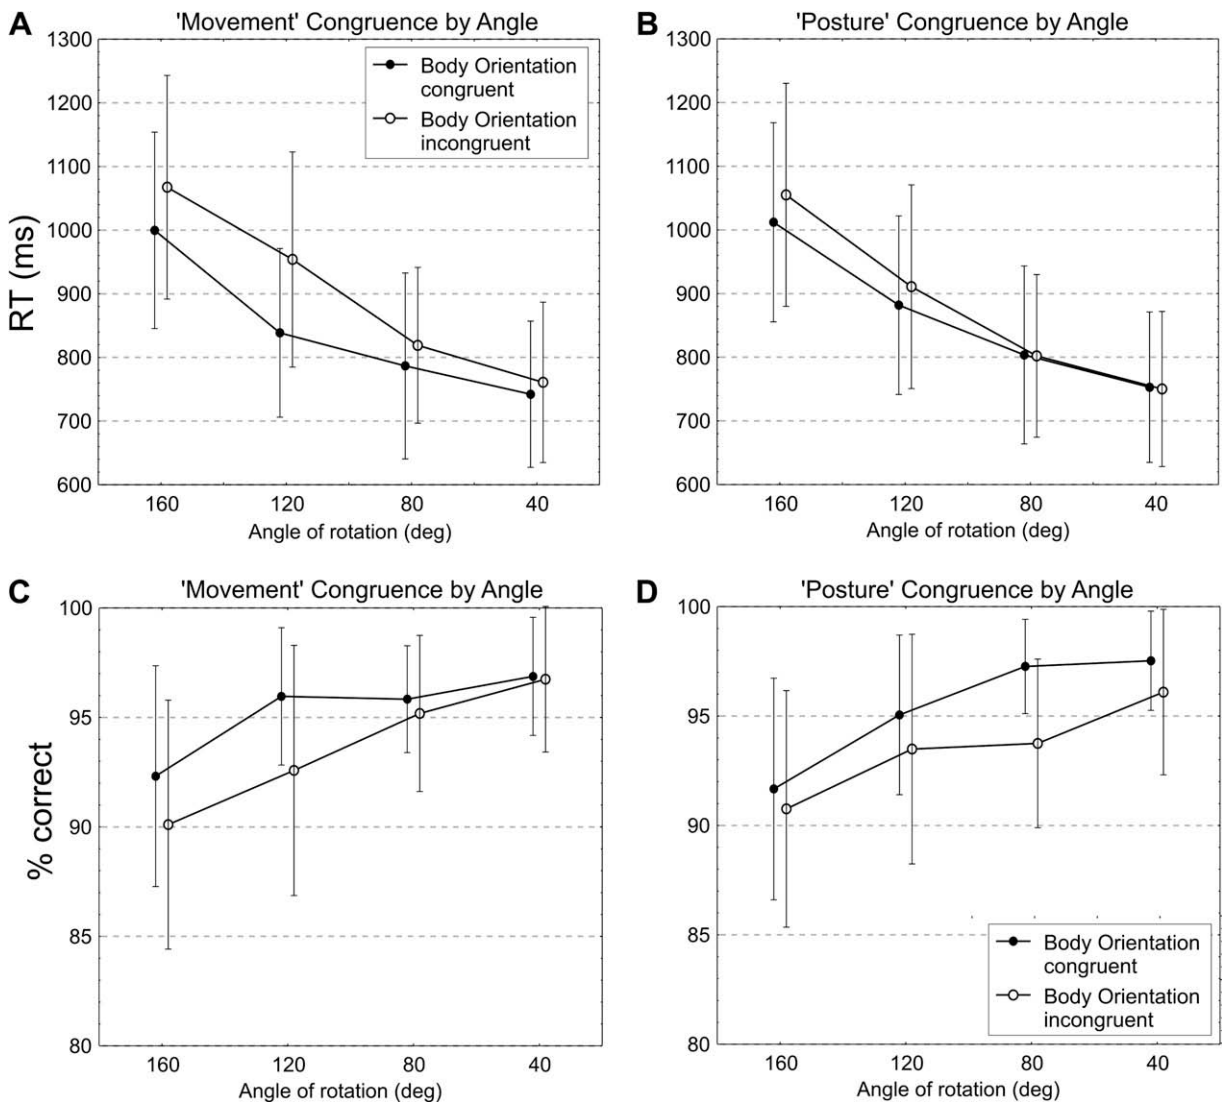 A
'Movement' Congruence by Angle
1300
1200
1100
1000
900
800
700
600
RT (ms)
Body Orientation
congruent
Body Orientation
incongruent
160
120
80
40
Angle of rotation (deg)
B
'Posture' Congruence by Angle
1300
1200
1100
1000
900
800
700
600
160
120
80
40
Angle of rotation (deg)
C
'Movement' Congruence by Angle
100
95
90
85
80
% correct
160
120
80
40
Angle of rotation (deg)
D
'Posture' Congruence by Angle
100
95
90
85
80
Body Orientation
congruent
Body Orientation
incongruent
160
120
80
40
Angle of rotation (deg)